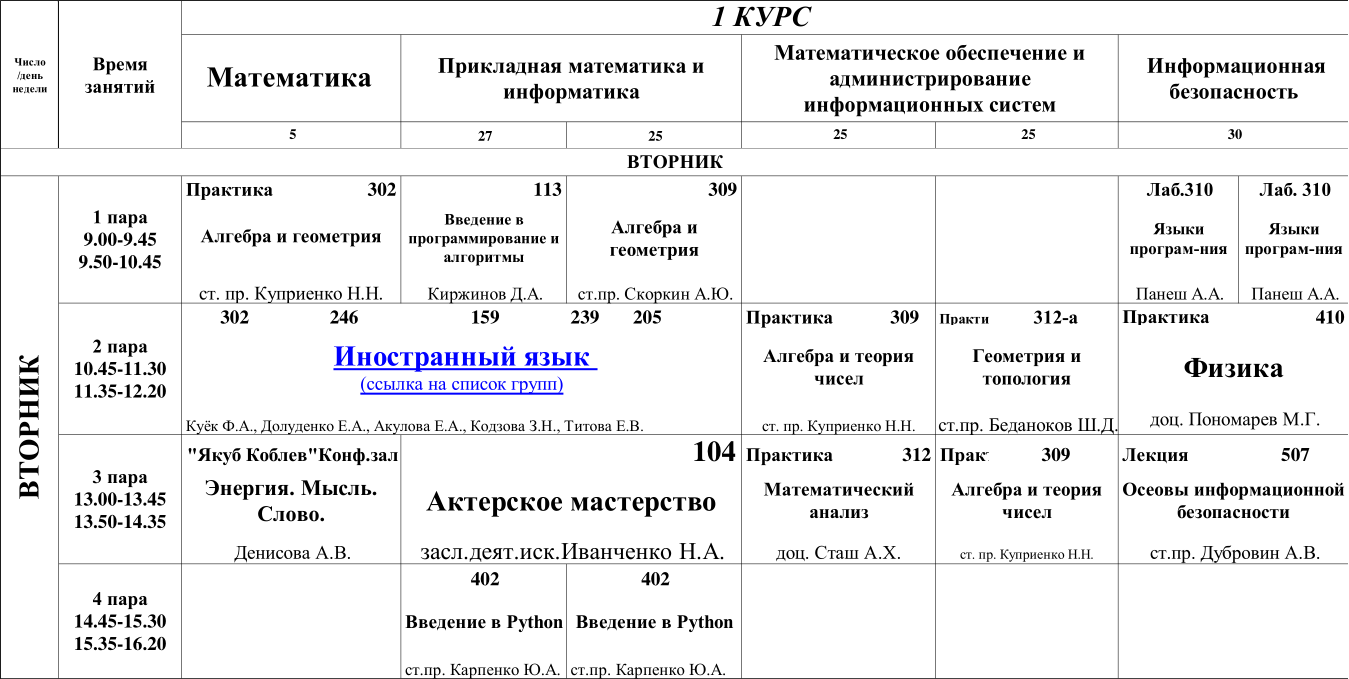 1 КУРС
Число
/день
недели
Время
занятий
Математика
Прикладная математика и
информатика
Математическое обеспечение и
администрирование
информационных систем
Информационная
безопасность
5
27
25
25
25
30
ВТОРНИК
ВТОРНИК
1 пара
9.00-9.45
9.50-10.45
Практика 302
Алгебра и геометрия
ст. пр. Куприенко Н.Н.
113
Введение в
программирование и
алгоритмы
Киржинов Д.А.
309
Алгебра и
геометрия
ст.пр. Скоркин А.Ю.
Лаб.310
Языки
програм-ния
Панеш А.А.
Лаб. 310
Языки
програм-ния
Панеш А.А.
2 пара
10.45-11.30
11.35-12.20
302 246 159 239 205
Иностранный язык
(ссылка на список групп)
Куёк Ф.А., Долуденко Е.А., Акулова Е.А., Кодзова З.Н., Титова Е.В.
Практика 309
Алгебра и теория
чисел
ст. пр. Куприенко Н.Н.
Практи 312-а
Геометрия и
топология
ст.пр. Беданоков Ш.Д.
Практика 410
Физика
доц. Пономарев М.Г.
3 пара
13.00-13.45
13.50-14.35
"Якуб Коблев"Конф.зал
Энергия. Мысль.
Слово.
Денисова А.В.
104
Актерское мастерство
засл.деят.иск.Иванченко Н.А.
Практика 312
Математический
анализ
доц. Сташ А.Х.
Практ 309
Алгебра и теория
чисел
ст. пр. Куприенко Н.Н.
Лекция 507
Осеовы информационной
безопасности
ст.пр. Дубровин А.В.
4 пара
14.45-15.30
15.35-16.20
402
Введение в Python
ст.пр. Карпенко Ю.А.
402
Введение в Python
ст.пр. Карпенко Ю.А.